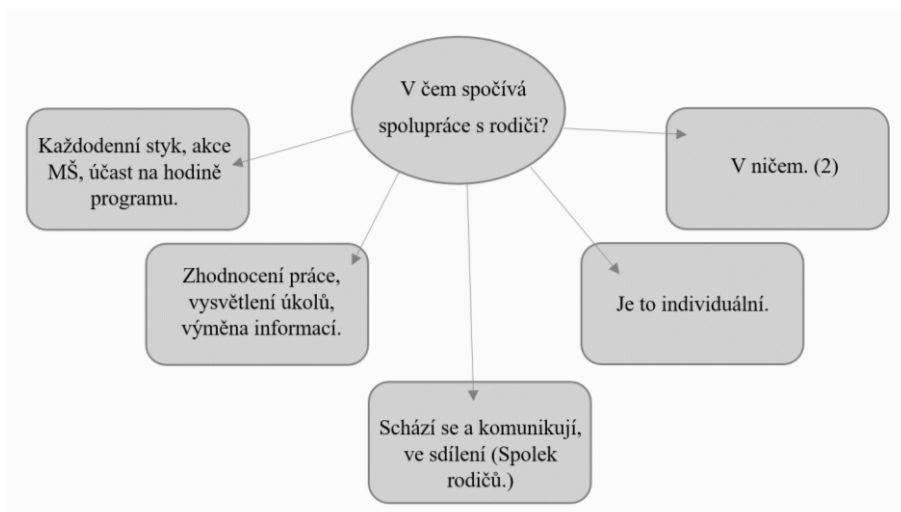 V čem spočívá
spolupráce s rodiči?
Každodenní styk, akce
MŠ, účast na hodině
programu.
V ničem. (2)
Zhodnocení práce,
vysvětlení úkolů,
výměna informací.
Je to individuální.
Schází se a komunikují,
ve sdílení (Spolek
rodičů.)